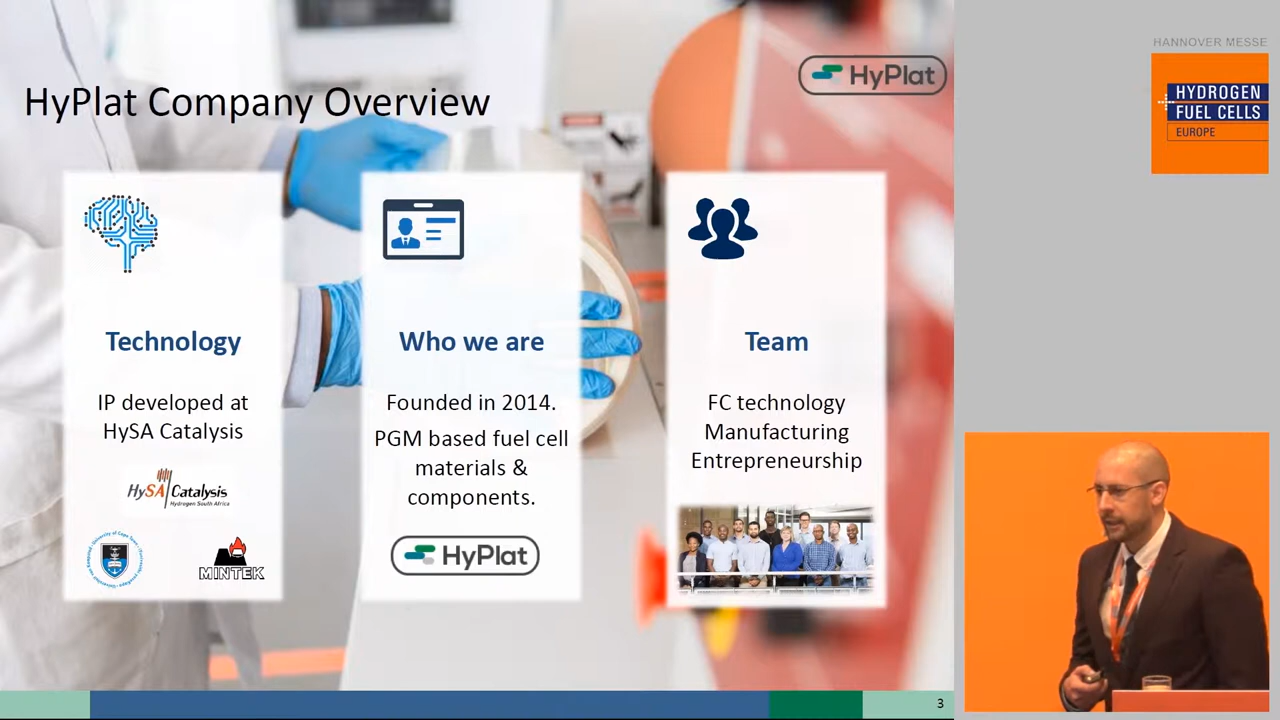 HyPlat Company Overview
HyPlat
HANNOVER MESSE
HYDROGEN
FUEL CELLS
EUROPE
Technology
IP developed at
HySA Catalysis
HySA Catalysis
Hydrogen South Africa
MINTEK
Who we are
Founded in 2014.
PGM based fuel cell
materials &
components.
HyPlat
Team
FC technology
Manufacturing
Entrepreneurship
3